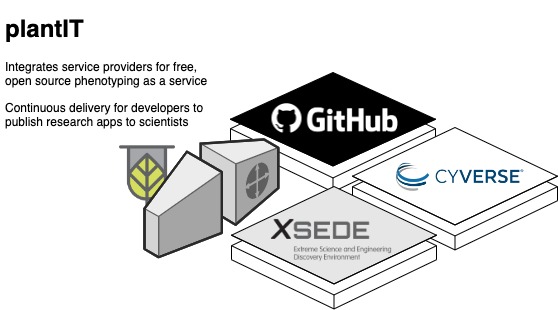 plantIT
Integrates service providers for free,
open source phenotyping as a service
Continuous delivery for developers to
publish research apps to scientists
GitHub
CYVERSE®
XSEDE
Extreme Science and Engineering
Discovery Environment